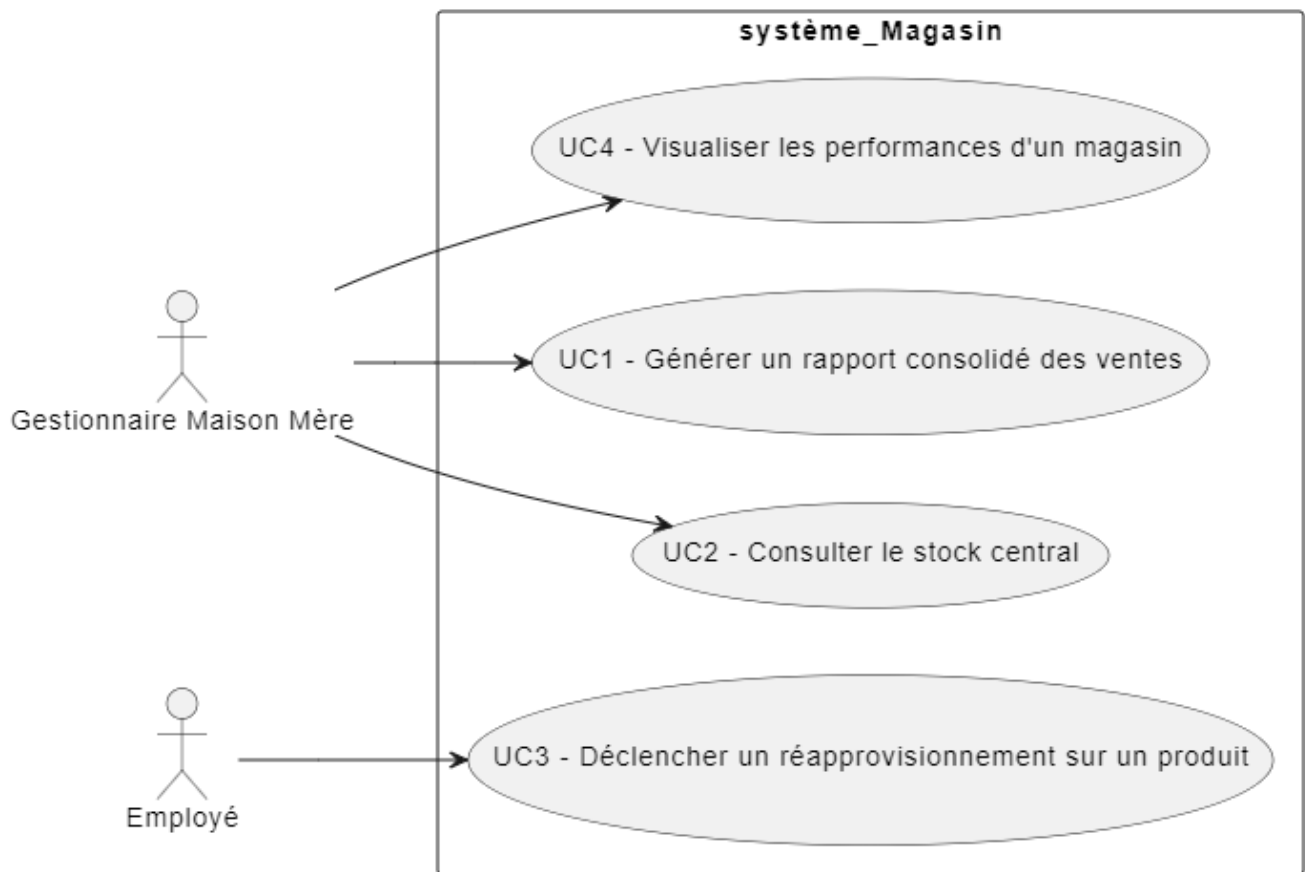 système_Magasin
UC4 - Visualiser les performances d'un magasin
UC1 - Générer un rapport consolidé des ventes
Gestionnaire Maison Mère
UC2 - Consulter le stock central
UC3 - Déclencher un réapprovisionnement sur un produit
Employé